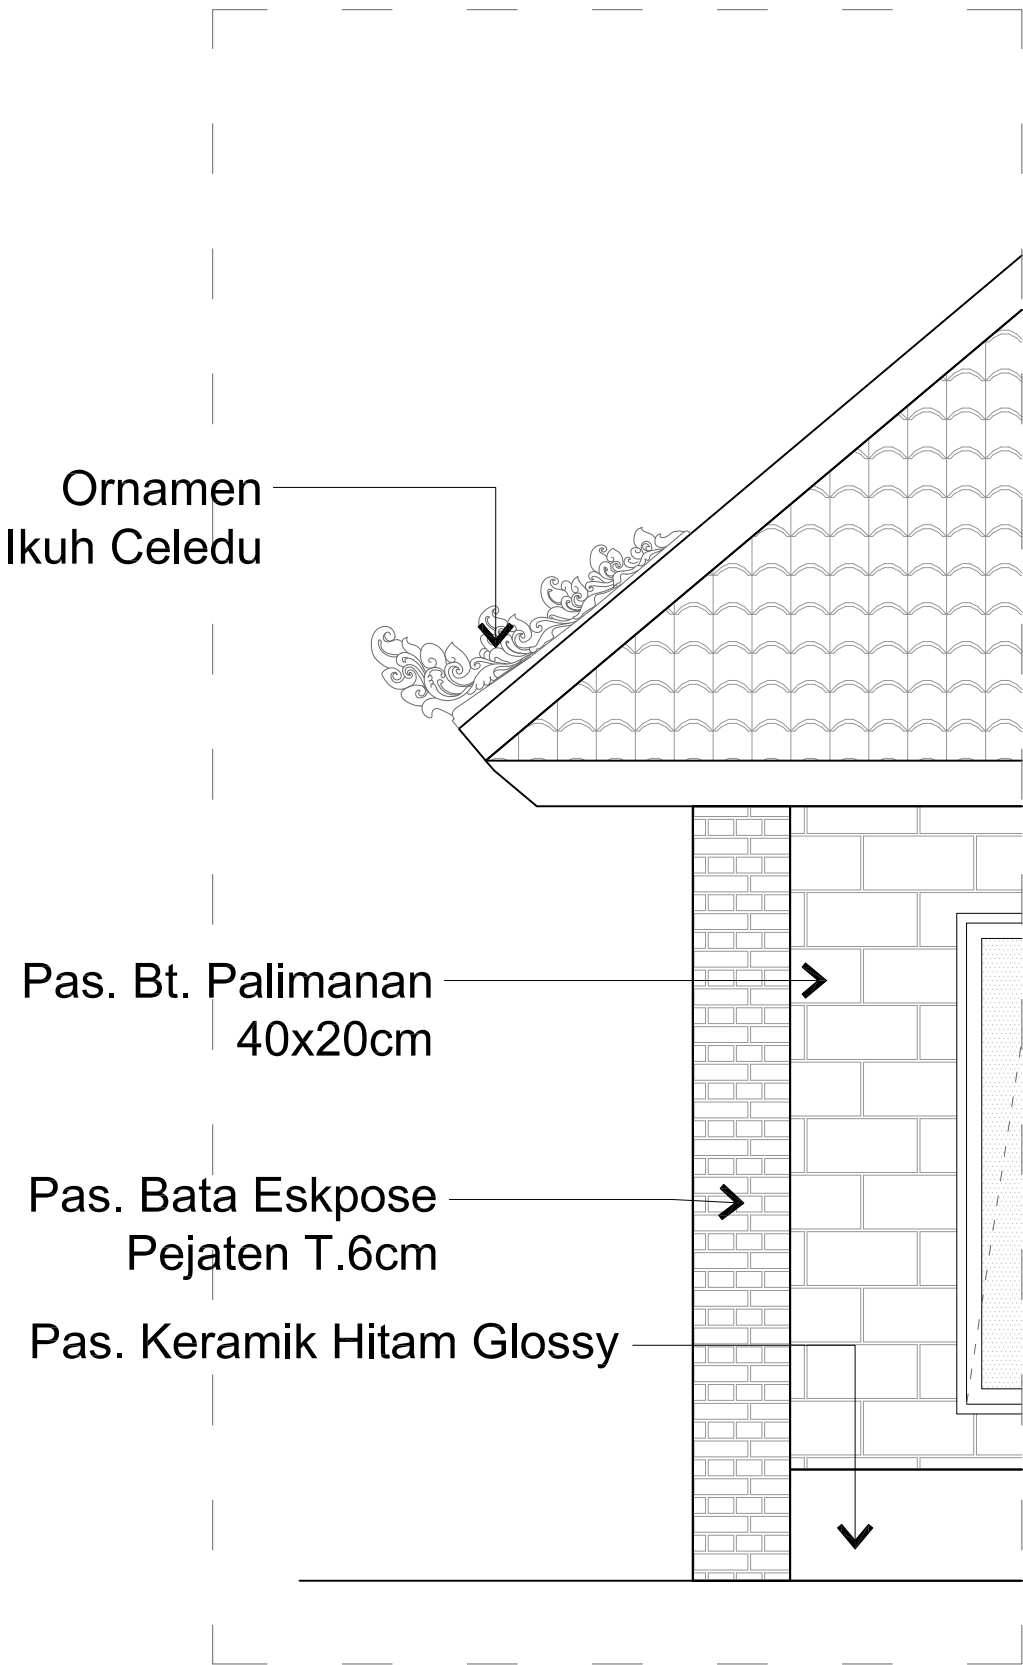 Ornamen
Ikuh Celedu
Pas. Bt. Palimanan
40x20cm
Pas. Bata Eskpose
Pejaten T.6cm
Pas. Keramik Hitam Glossy